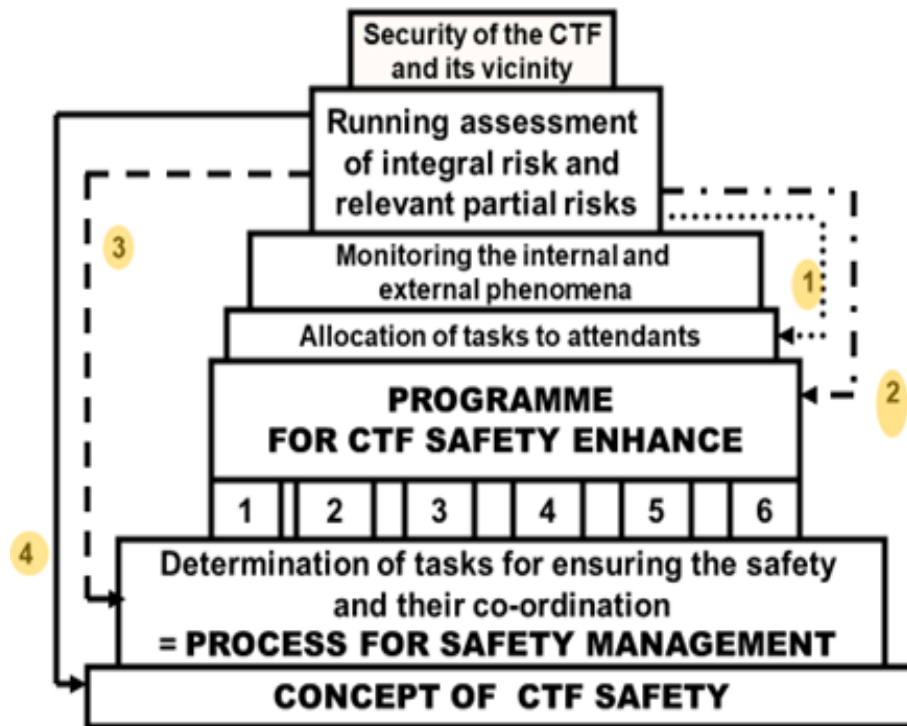 Security of the CTF
and its vicinity
Running assessment
of integral risk and
relevant partial risks
3
Monitoring the internal and
external phenomena
1
Allocation of tasks to attendants
PROGRAMME
FOR CTF SAFETY ENHANCE
2
1 2 3 4 5 6
4
Determination of tasks for ensuring the safety
and their co-ordination
= PROCESS FOR SAFETY MANAGEMENT
CONCEPT OF CTF SAFETY